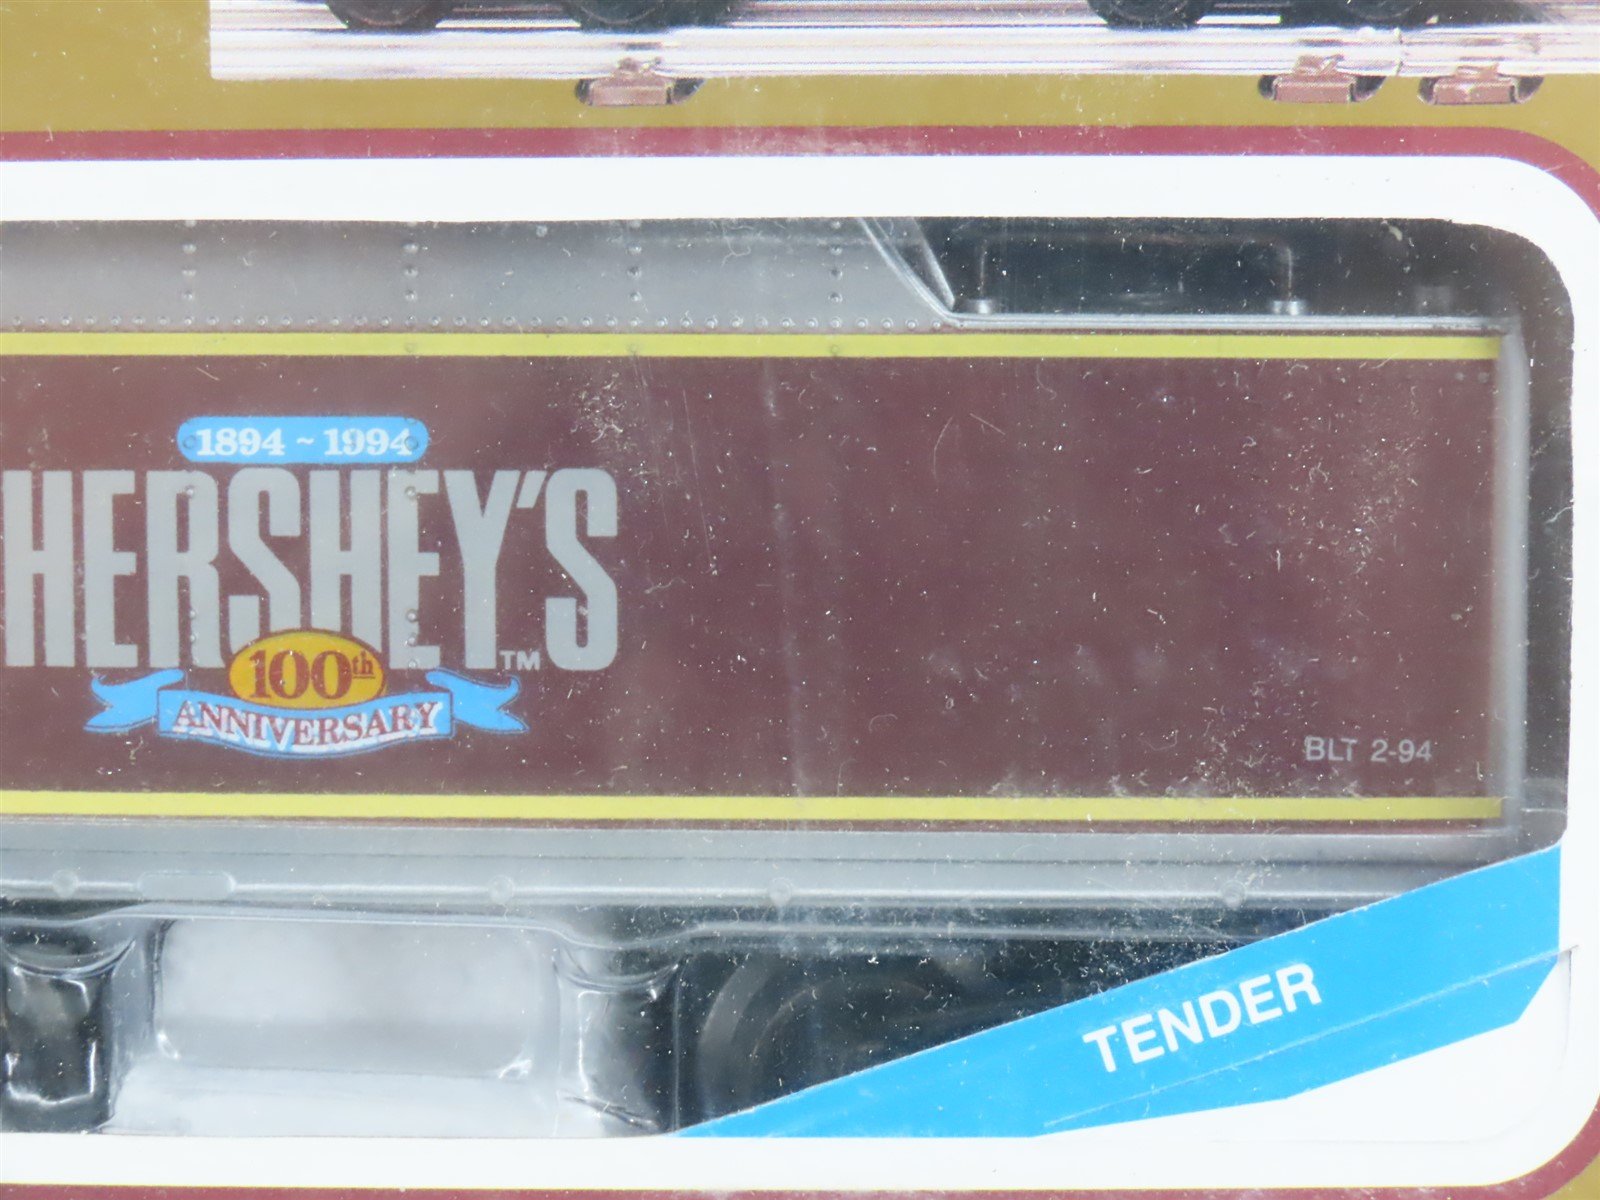 1894 ~ 1994
HERSHEY'S
TM
100th
ANNIVERSARY
BLT 2-94
TENDER